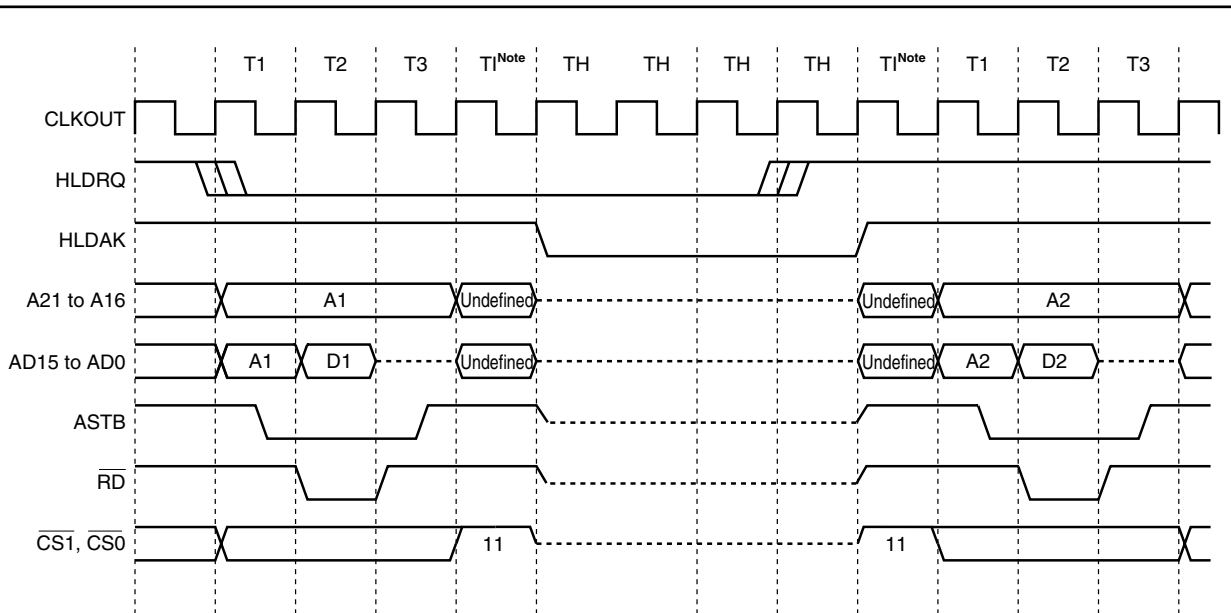 T1 T2 T3 TINote TH TH TH TH TINote T1 T2 T3
CLKOUT
HLDRQ
HLDAK
A21 to A16 A1 Undefined Undefined A2
AD15 to AD0 A1 D1 Undefined Undefined A2 D2
ASTB
RD
CS1, CS0 11 11